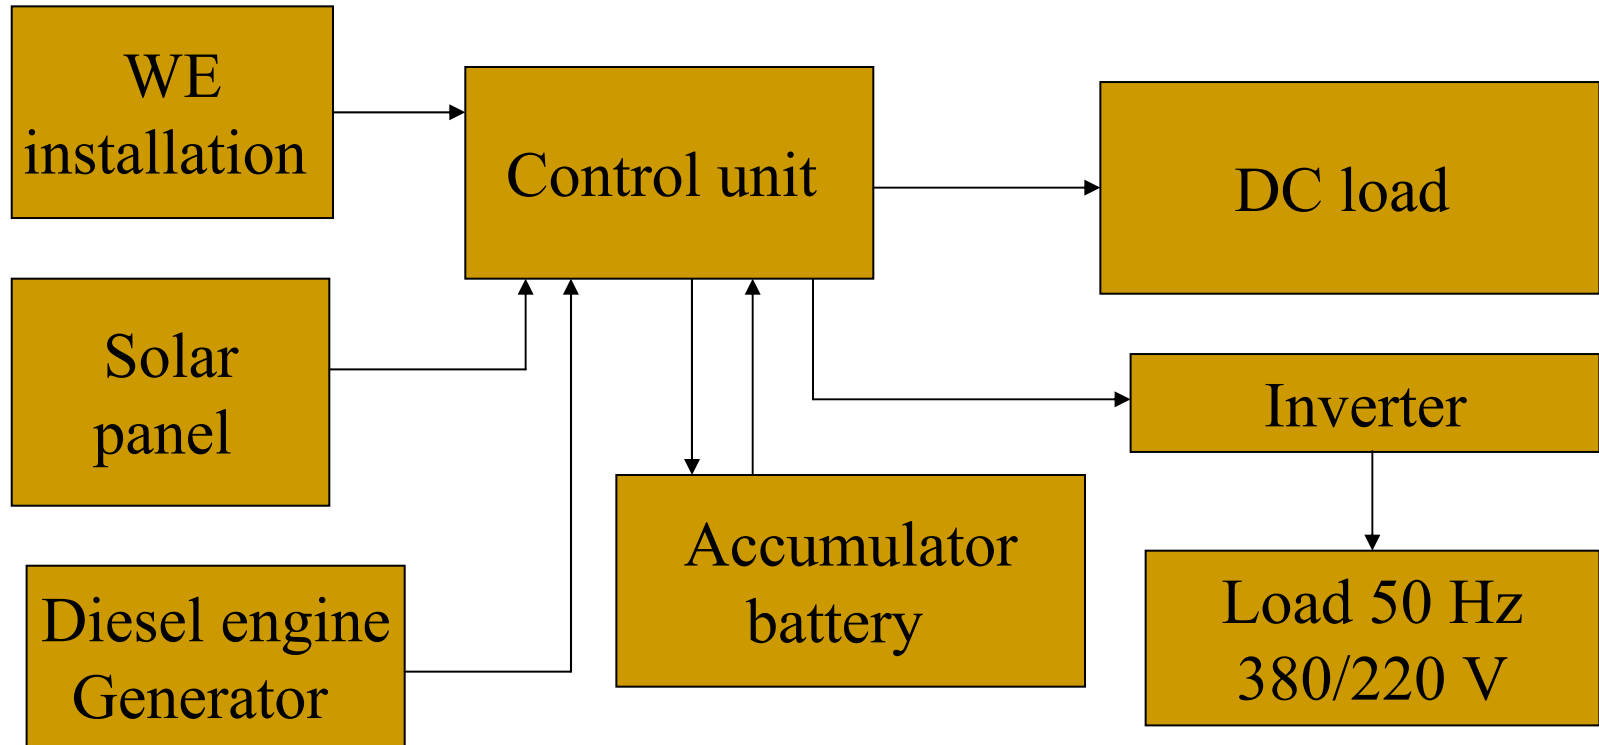 WE
installation
Control unit
DC load
Solar
panel
Inverter
Accumulator
battery
Diesel engine
Generator
Load 50 Hz
380/220 V